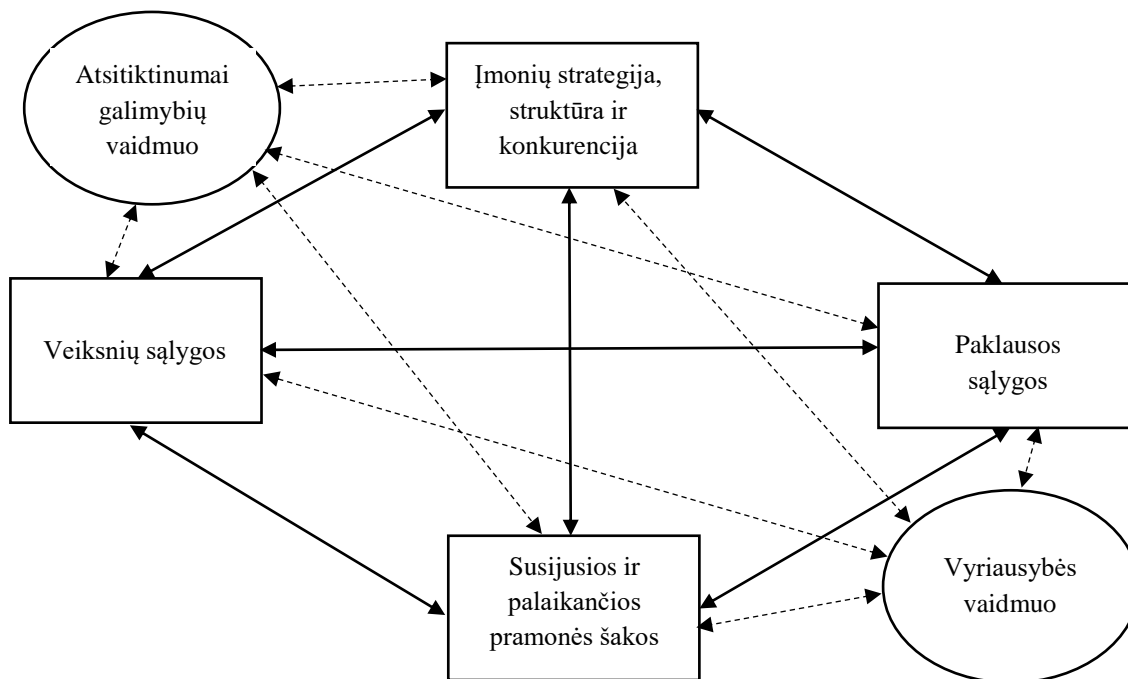 Atsitiktinumai
galimybių
vaidmuo
Įmonių strategija,
struktūra ir
konkurencija
Veiksnių sąlygos
Paklausos
sąlygos
Susijusios ir
palaikančios
pramonės šakos
Vyriausybės
vaidmuo